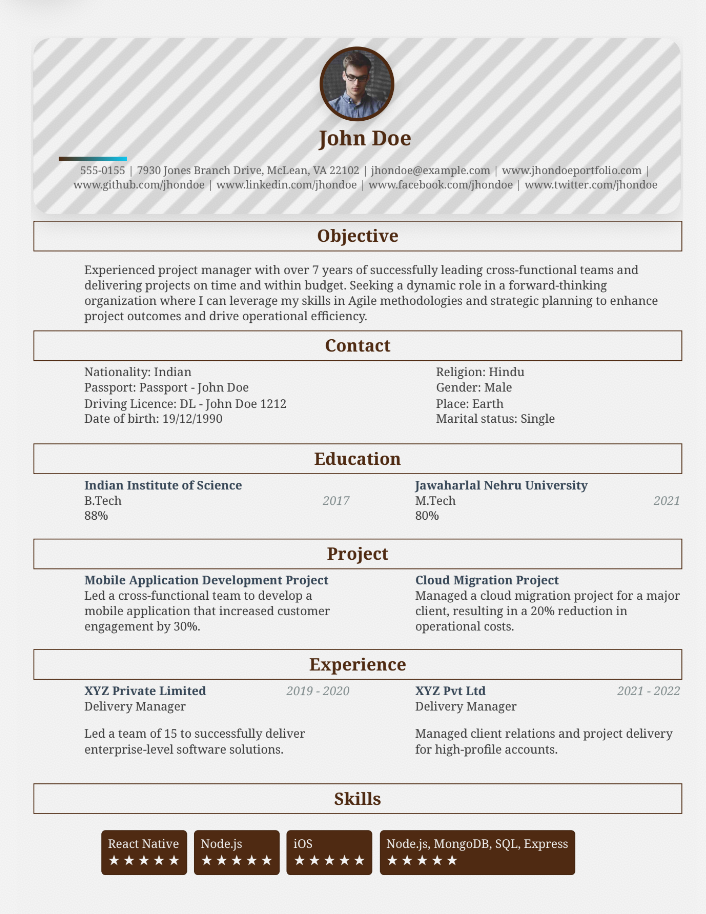 John Doe
555-0155 | 7930 Jones Branch Drive, McLean, VA 22102 | jhondoe@example.com | www.jhondoeportfolio.com |
www.github.com/jhondoe | www.linkedin.com/jhondoe | www.facebook.com/jhondoe | www.twitter.com/jhondoe
Objective
Experienced project manager with over 7 years of successfully leading cross-functional teams and
delivering projects on time and within budget. Seeking a dynamic role in a forward-thinking
organization where I can leverage my skills in Agile methodologies and strategic planning to enhance
project outcomes and drive operational efficiency.
Contact
Nationality: Indian
Passport: Passport - John Doe
Driving Licence: DL - John Doe 1212
Date of birth: 19/12/1990
Religion: Hindu
Gender: Male
Place: Earth
Marital status: Single
Education
Indian Institute of Science
B.Tech 2017
88%
Jawaharlal Nehru University
M.Tech 2021
80%
Project
Mobile Application Development Project
Led a cross-functional team to develop a
mobile application that increased customer
engagement by 30%.
Cloud Migration Project
Managed a cloud migration project for a major
client, resulting in a 20% reduction in
operational costs.
Experience
XYZ Private Limited 2019 - 2020
Delivery Manager
Led a team of 15 to successfully deliver
enterprise-level software solutions.
XYZ Pvt Ltd 2021 - 2022
Delivery Manager
Managed client relations and project delivery
for high-profile accounts.
Skills
React Native
★★★★★
Node.js
★★★★★
iOS
★★★★★
Node.js, MongoDB, SQL, Express
★★★★★